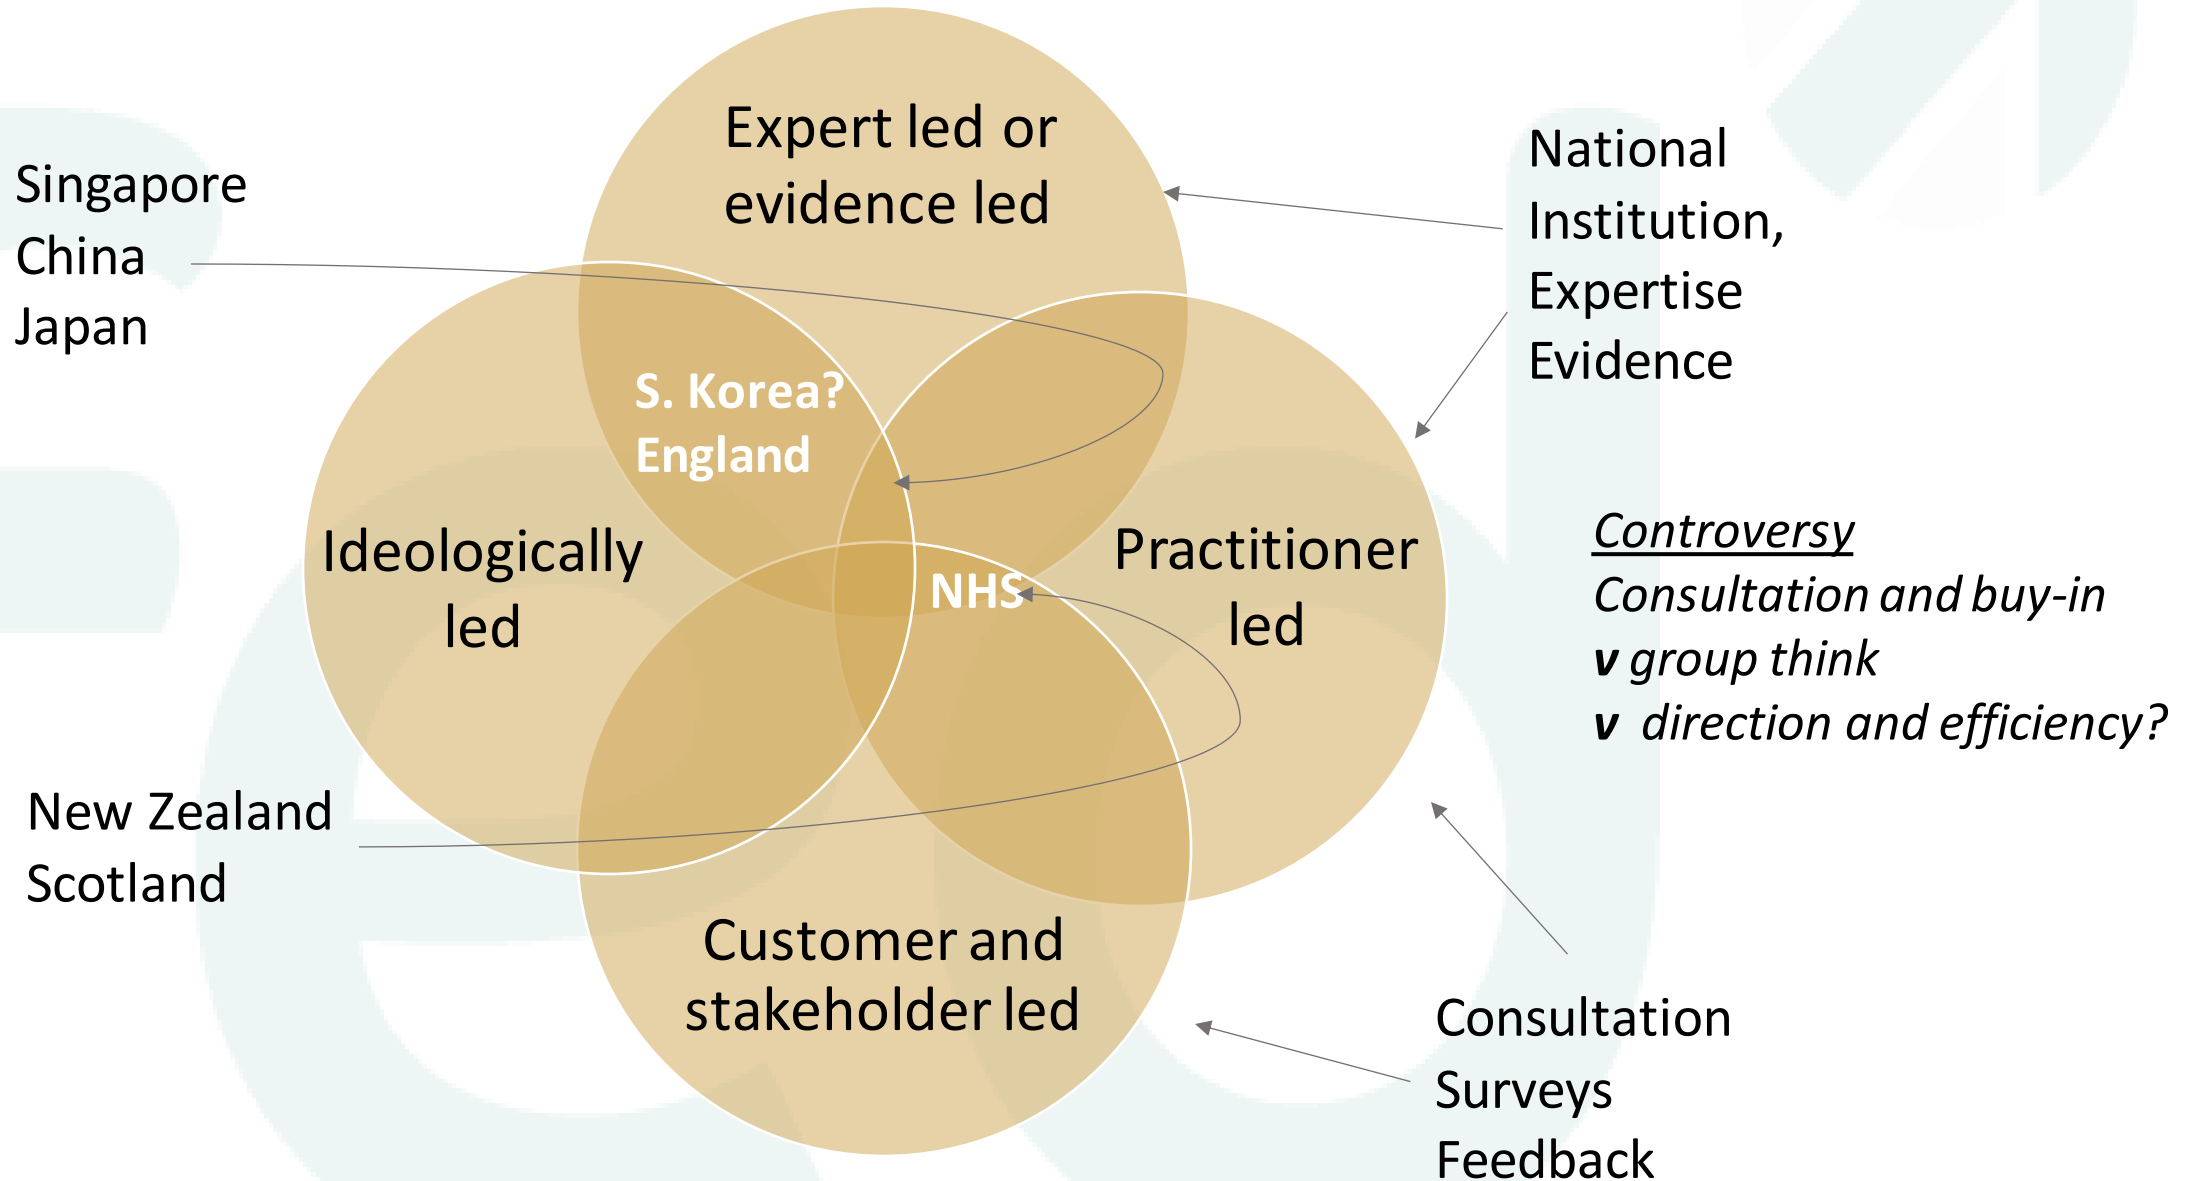 Expert led or
evidence led
Singapore
China
Japan
National
Institution,
Expertise
Evidence
S. Korea?
England
Ideologically
led
NHS
Practitioner
led
Controversy
Consultation and buy-in
v group think
v direction and efficiency?
New Zealand
Scotland
Customer and
stakeholder led
Consultation
Surveys
Feedback